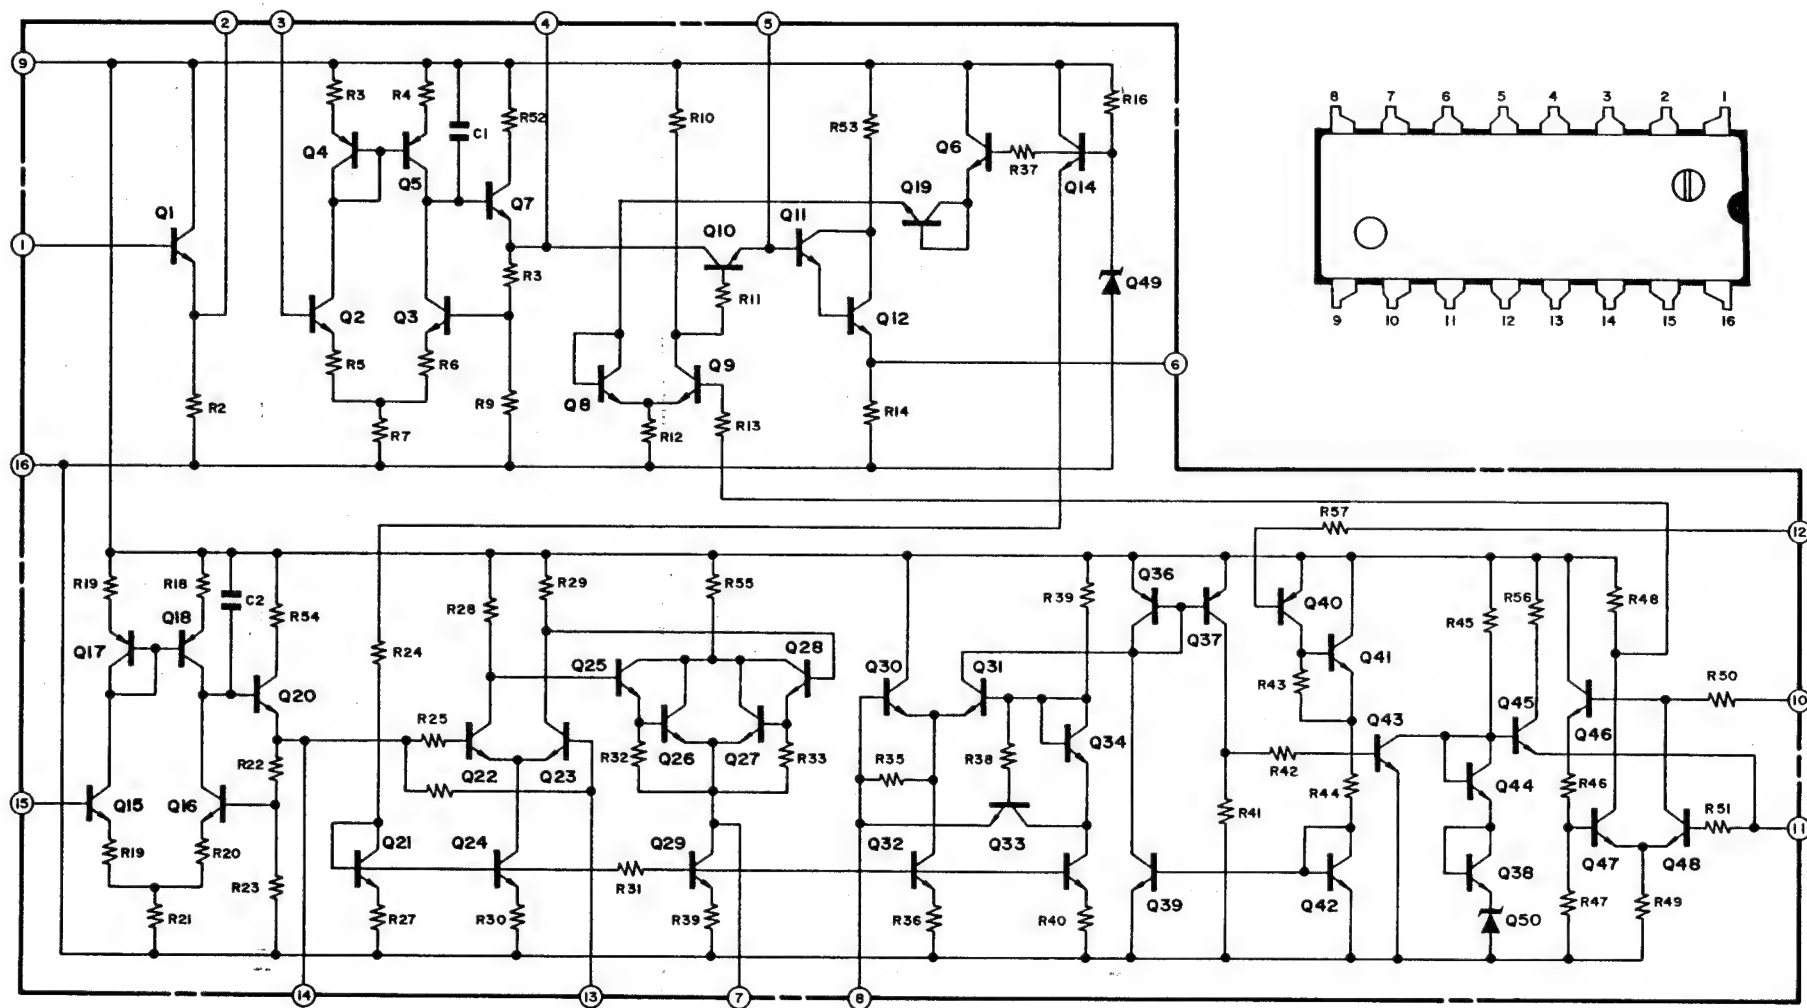 2 3 4 5
9
R3 R4 C1 R52 R10 R53 R16
8 7 6 5 4 3 2 1
Q4 Q5 Q6 R37 Q14
Q1 Q7 Q19
1 Q10 Q11
R3 R11 Q49
Q2 Q3 Q12
9 10 11 12 13 14 15 16
R5 R6 Q9 6
R2 R9 Q8 R14
R7 R12 R13
16
R57
12
R19 R18 C2 R54 R28 R29 R55 R39 Q36 Q40 R45 R56 R48
Q17 Q18 R24 Q25 Q28 Q30 Q31 Q37 Q41
Q20 R43 Q45 R50 10
R25 Q43 Q46
R22 Q22 Q23 R32 Q26 Q27 R33 R35 R38 Q34 R42 Q44
15 Q15 Q16 R41 R44 R46 R51 11
R19 R20 Q21 Q24 Q29 Q32 Q33 Q47 Q48
R23 R31 Q39 Q42 Q38
R21 R27 R30 R39 R36 R40 Q50 R47 R49
14 13 7 8